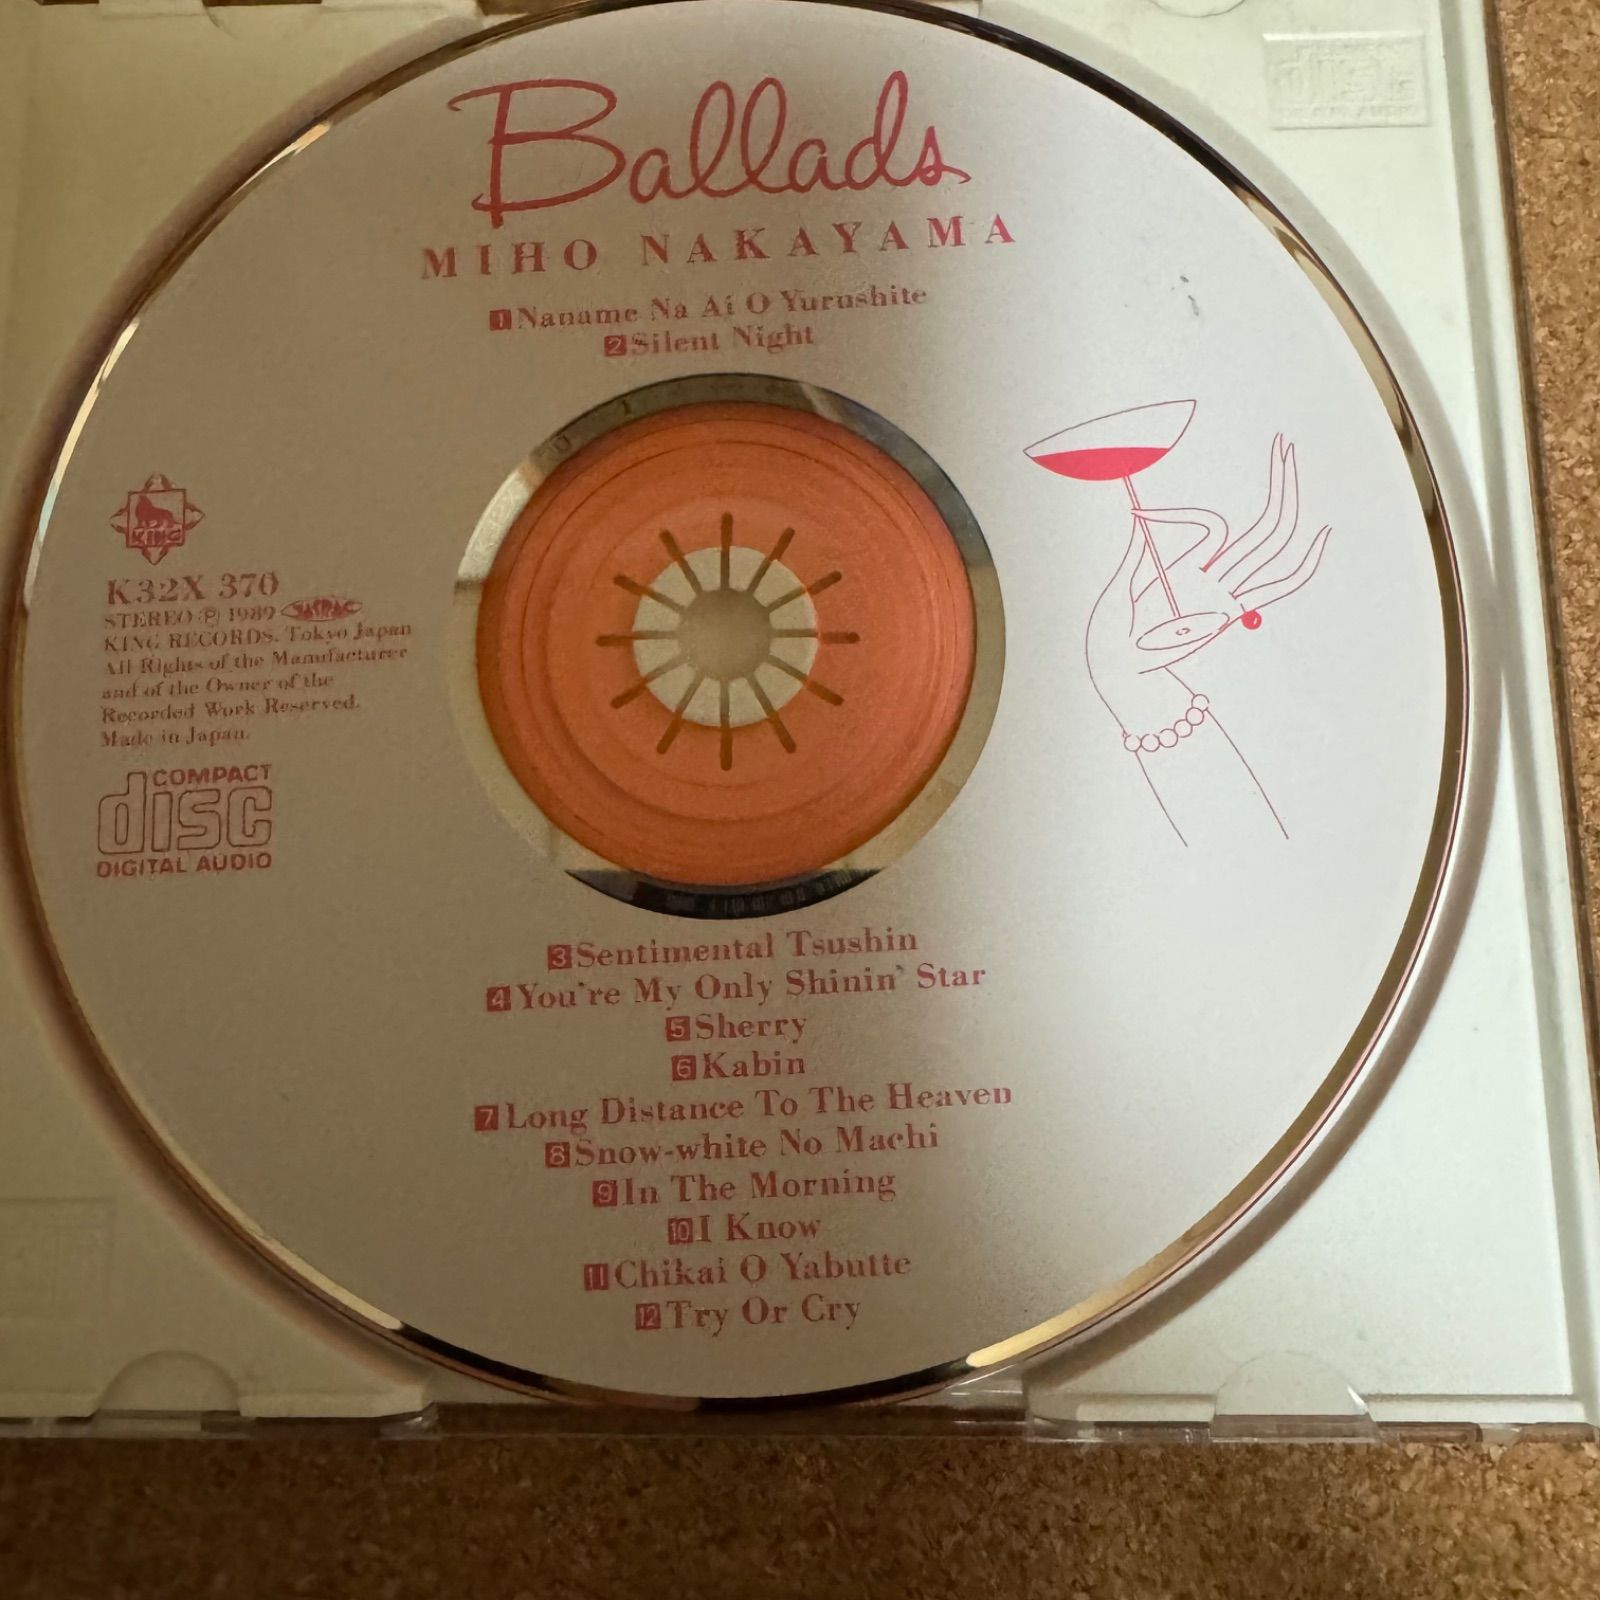 Ballads
MIHO NAKAYAMA
1 Naname Na Ai O Yurushite
2 Silent Night
KING
K32X 370
STEREO Ⓟ 1989 JASRAC
KING RECORDS. Tokyo Japan
All Rights of the Manufacturer
and of the Owner of the
Recorded Work Reserved.
Made in Japan.
COMPACT
disc
DIGITAL AUDIO
3 Sentimental Tsushin
4 You're My Only Shinin' Star
5 Sherry
6 Kabin
7 Long Distance To The Heaven
8 Snow-white No Machi
9 In The Morning
10 I Know
11 Chikai O Yabutte
12 Try Or Cry